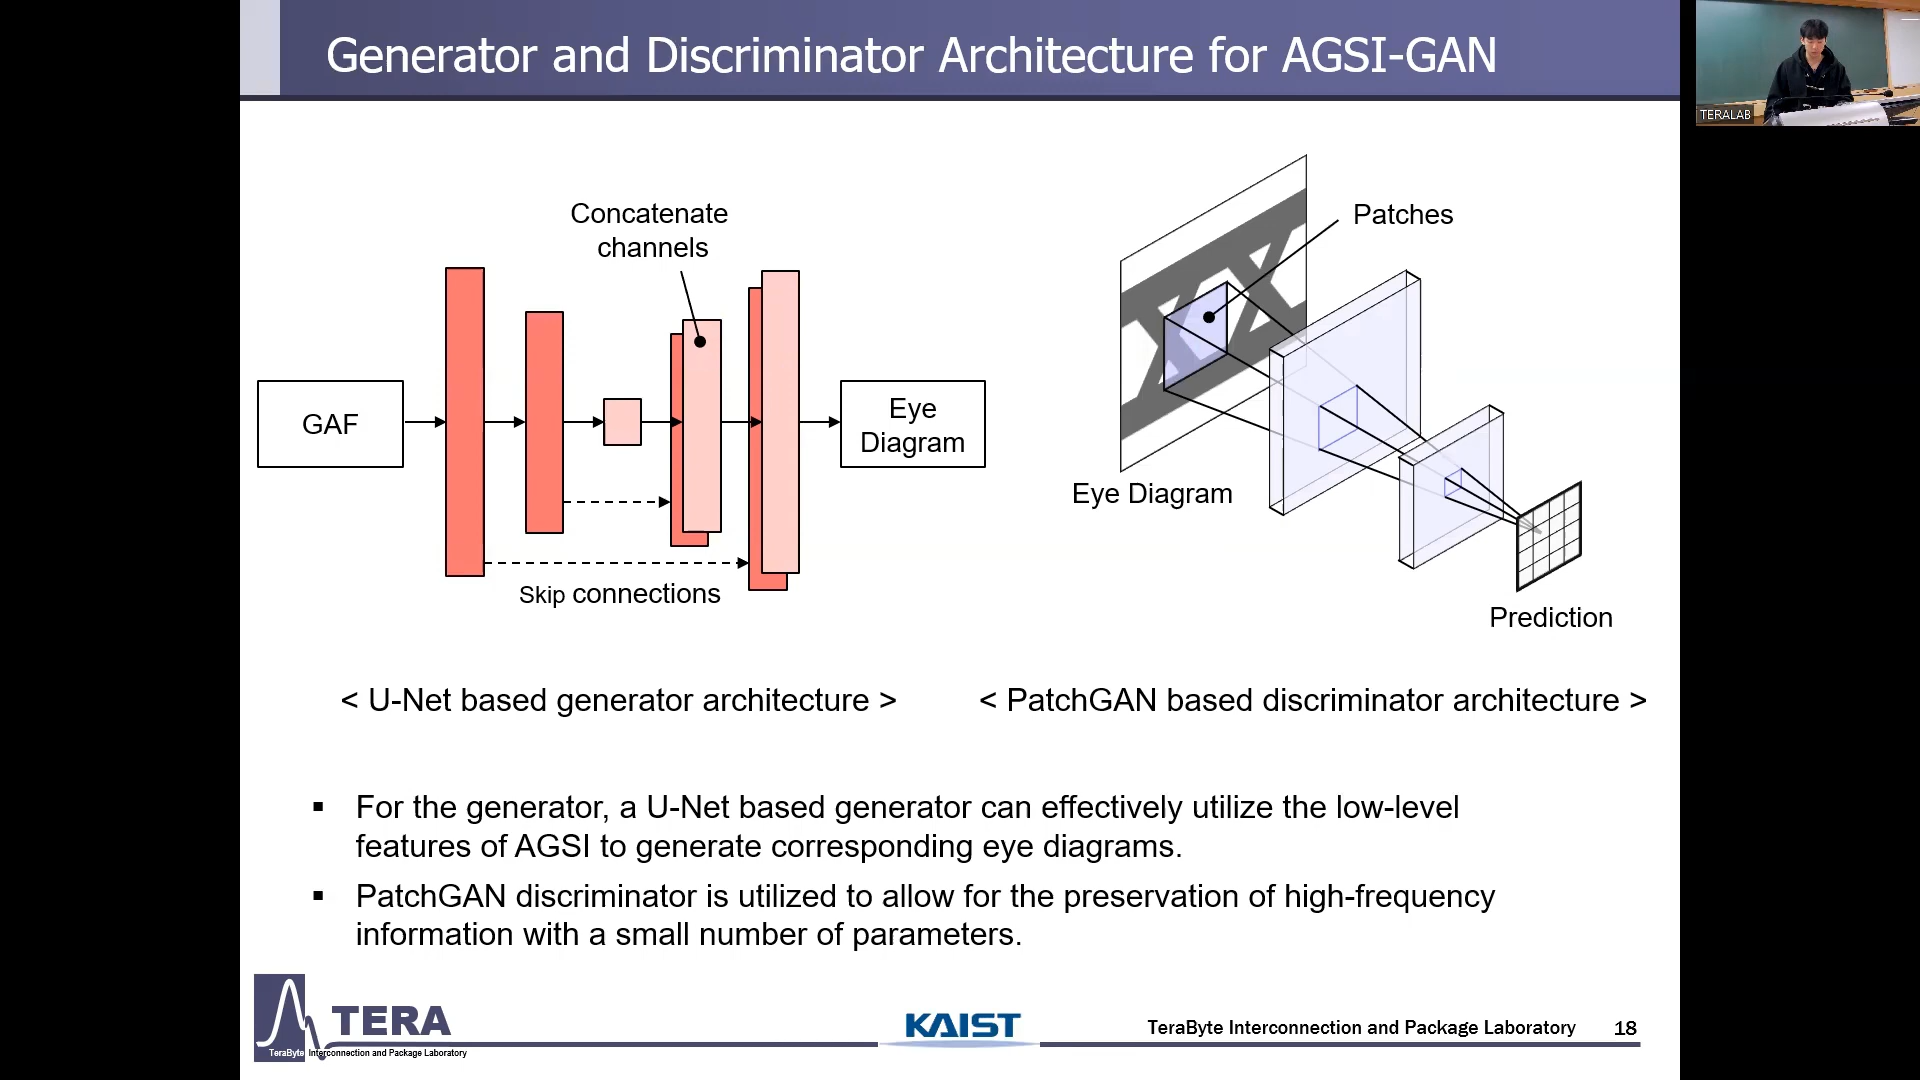 Generator and Discriminator Architecture for AGSI-GAN
TERALAB
Concatenate
channels
GAF
Eye
Diagram
Skip connections
Patches
Eye Diagram
Prediction
< U-Net based generator architecture >
< PatchGAN based discriminator architecture >
▪ For the generator, a U-Net based generator can effectively utilize the low-level
features of AGSI to generate corresponding eye diagrams.
▪ PatchGAN discriminator is utilized to allow for the preservation of high-frequency
information with a small number of parameters.
TERA
TeraByte Interconnection and Package Laboratory
KAIST
TeraByte Interconnection and Package Laboratory 18